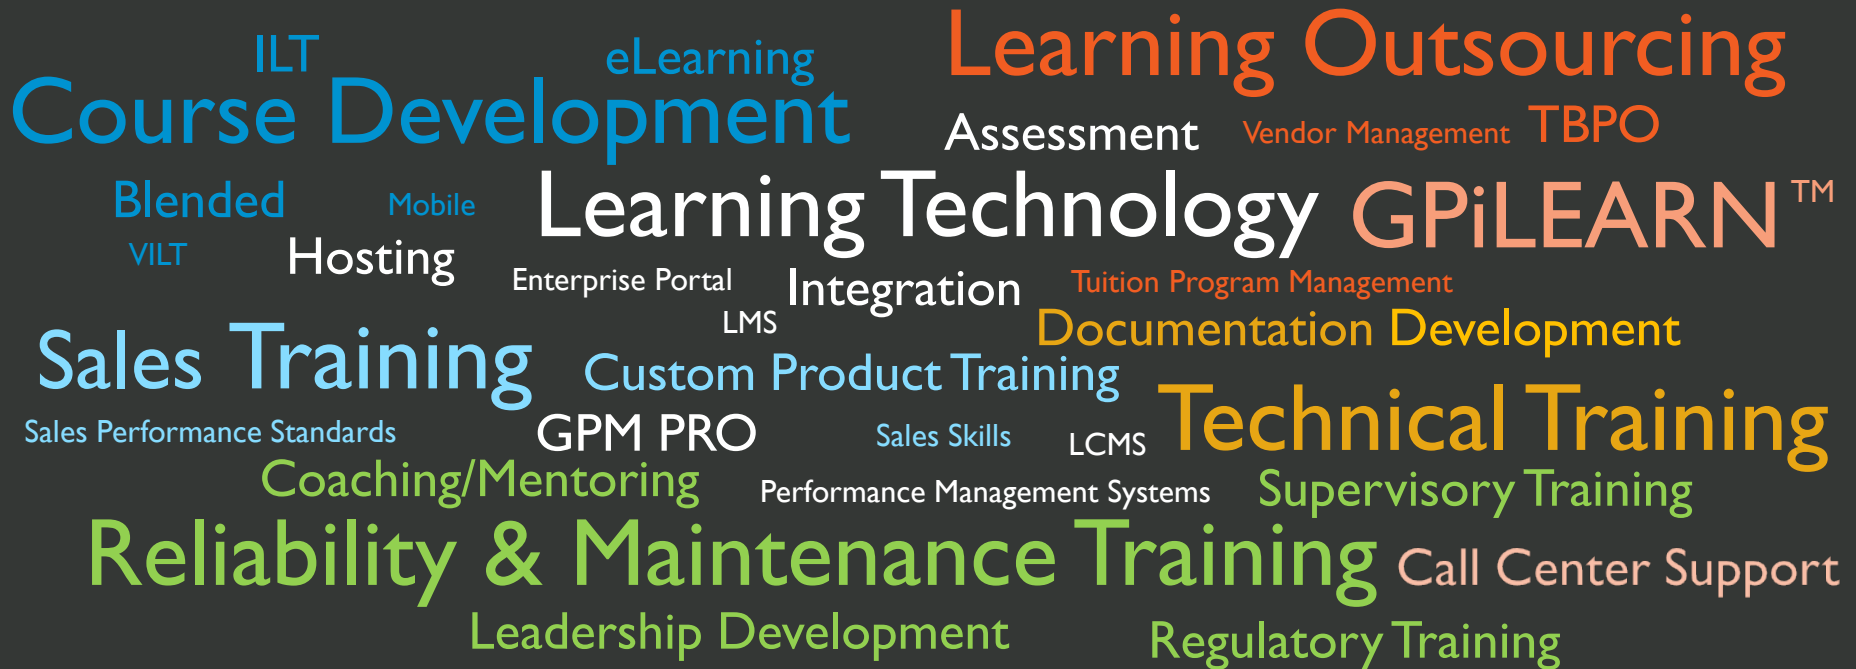 ILT
eLearning
Learning Outsourcing
Course Development
Assessment
Vendor Management
TBPO
Blended
Mobile
Learning Technology
GPiLEARN™
VILT
Hosting
Enterprise Portal
Integration
Tuition Program Management
LMS
Documentation Development
Sales Training
Custom Product Training
Technical Training
Sales Performance Standards
GPM PRO
Sales Skills
LCMS
Coaching/Mentoring
Performance Management Systems
Supervisory Training
Reliability & Maintenance Training
Call Center Support
Leadership Development
Regulatory Training